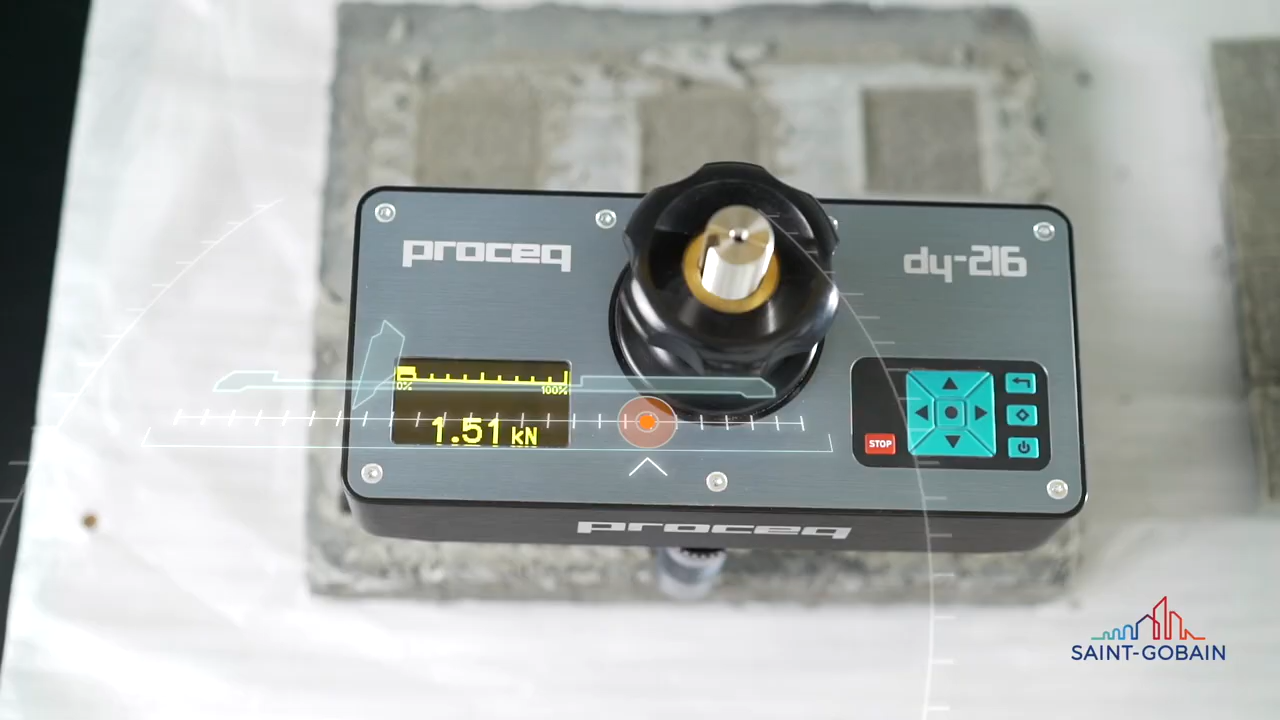 proceq
dy-216
0%
100%
1.51 kN
STOP
proceq
SAINT-GOBAIN